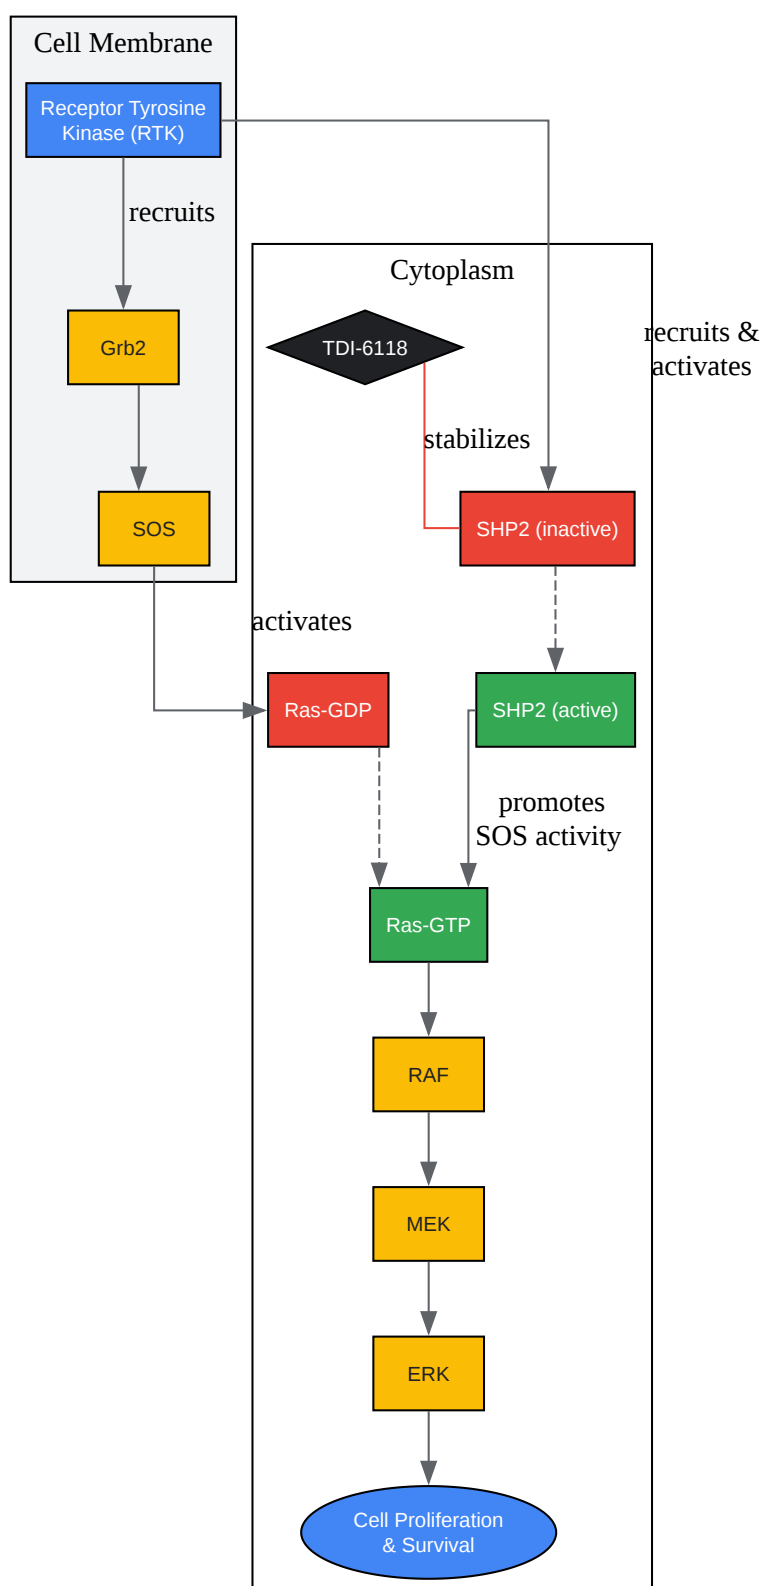 Cell Membrane
Receptor Tyrosine
Kinase (RTK)
recruits
Cytoplasm
Grb2
TDI-6118
recruits &
activates
stabilizes
SOS
SHP2 (inactive)
activates
Ras-GDP
SHP2 (active)
promotes
SOS activity
Ras-GTP
RAF
MEK
ERK
Cell Proliferation
& Survival